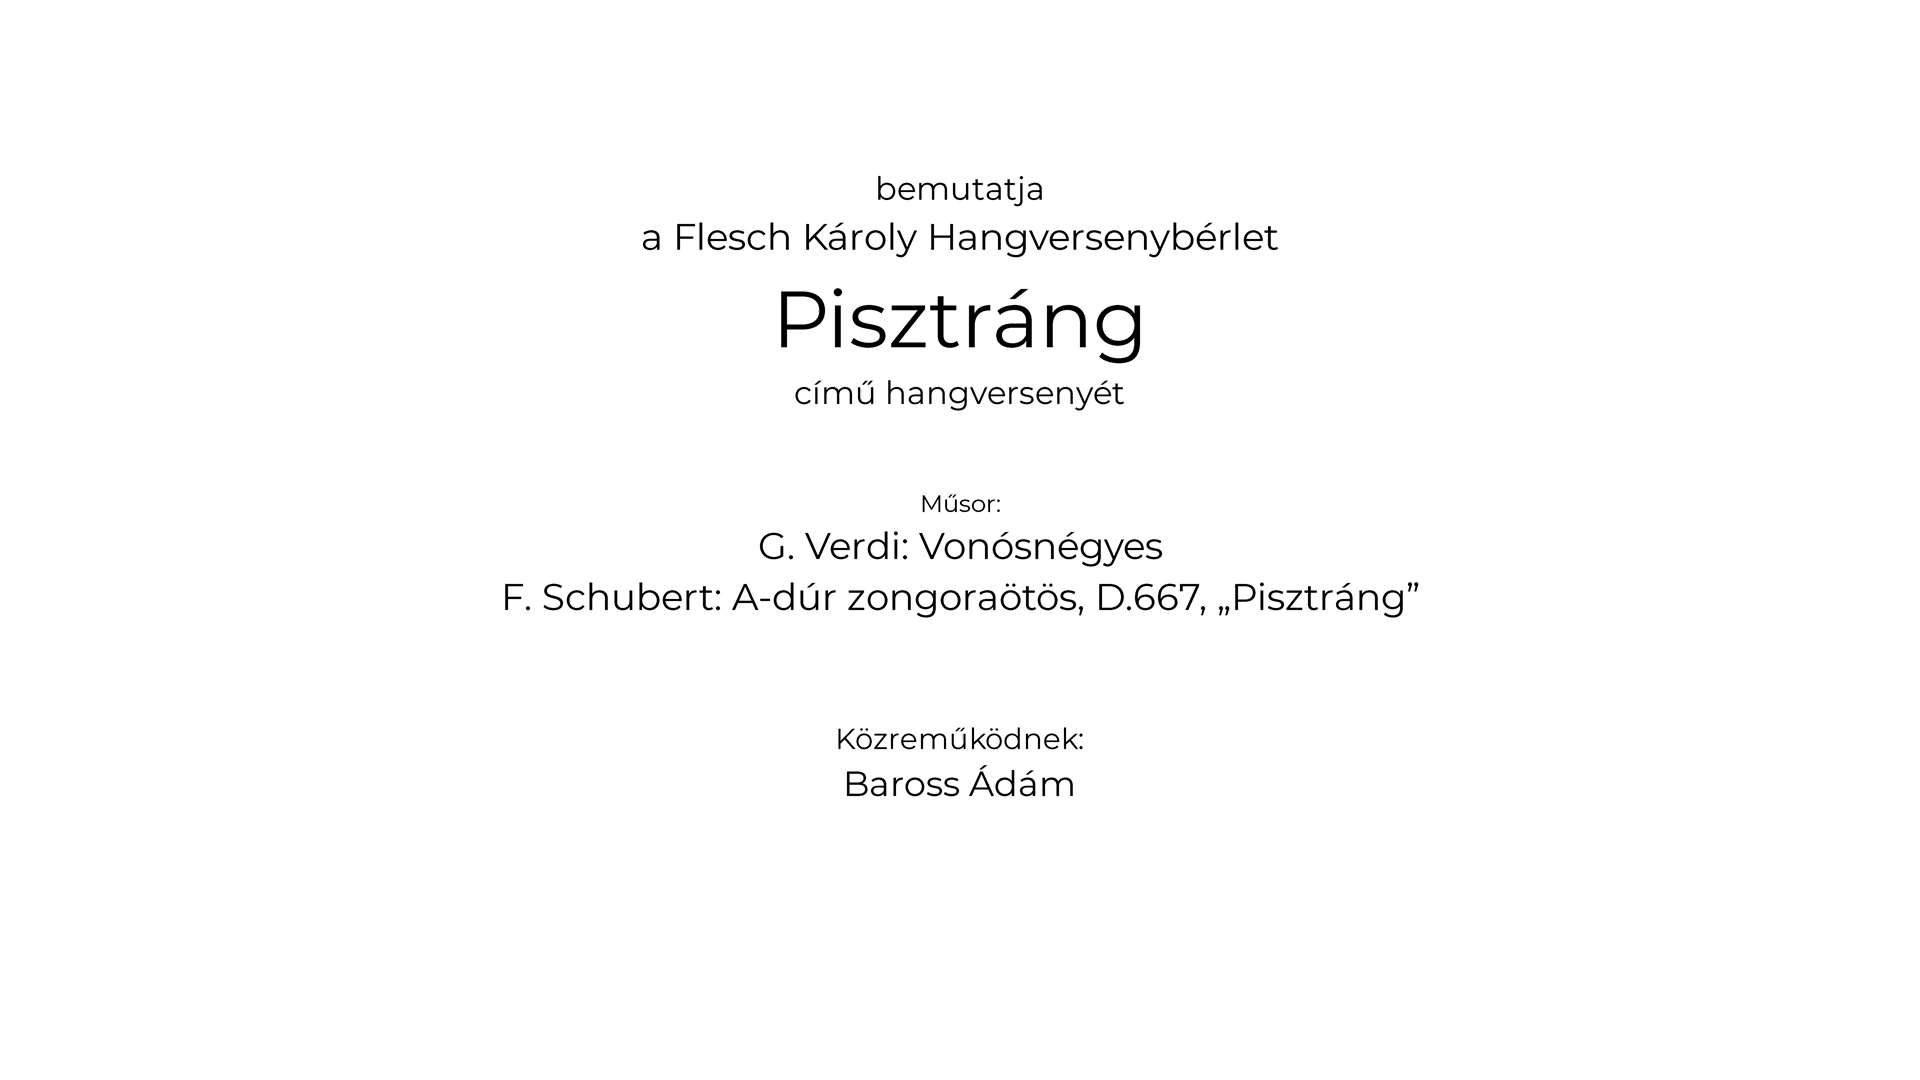 bemutatja
a Flesch Károly Hangversenybérlet
Pisztráng
című hangversenyét
Műsor:
G. Verdi: Vonósnégyes
F. Schubert: A-dúr zongoraötös, D.667, „Pisztráng”
Közreműködnek:
Baross Ádám